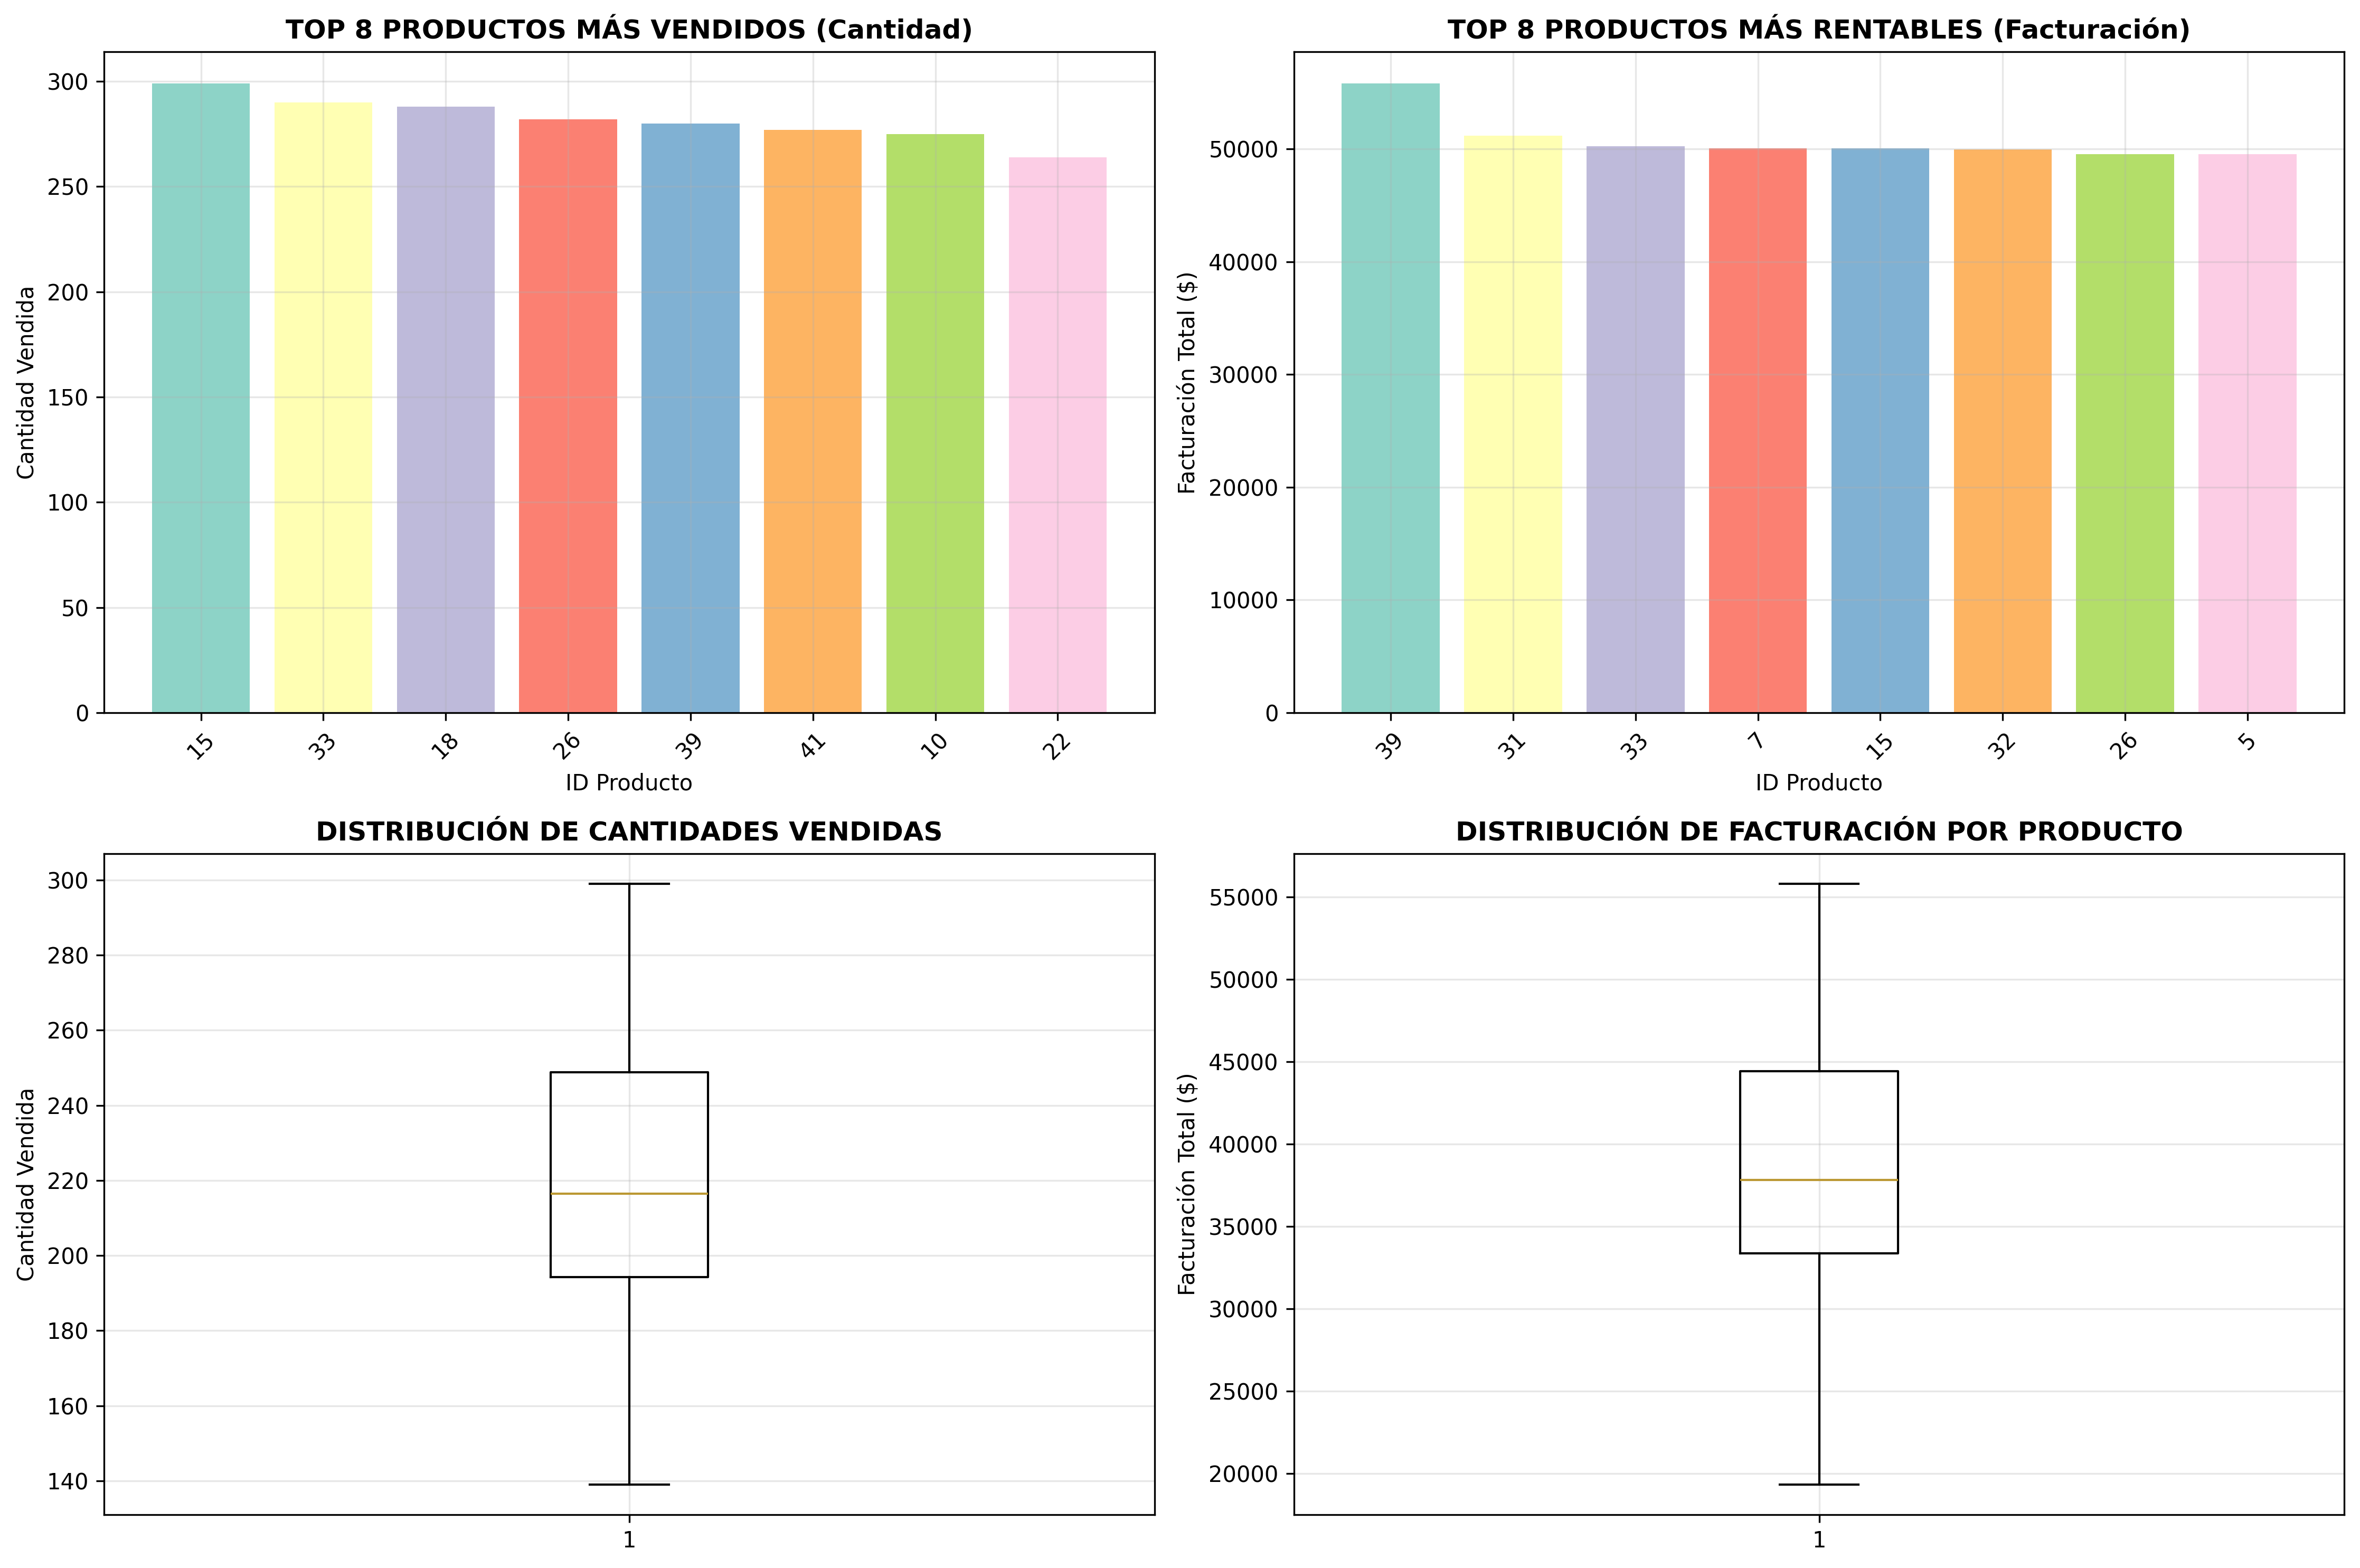 TOP 8 PRODUCTOS MÁS VENDIDOS (Cantidad)
Cantidad Vendida
300
250
200
150
100
50
0
15 33 18 26 39 41 10 22
ID Producto
TOP 8 PRODUCTOS MÁS RENTABLES (Facturación)
Facturación Total ($)
50000
40000
30000
20000
10000
0
39 31 33 7 15 32 26 5
ID Producto
DISTRIBUCIÓN DE CANTIDADES VENDIDAS
Cantidad Vendida
300
280
260
240
220
200
180
160
140
1
DISTRIBUCIÓN DE FACTURACIÓN POR PRODUCTO
Facturación Total ($)
55000
50000
45000
40000
35000
30000
25000
20000
1